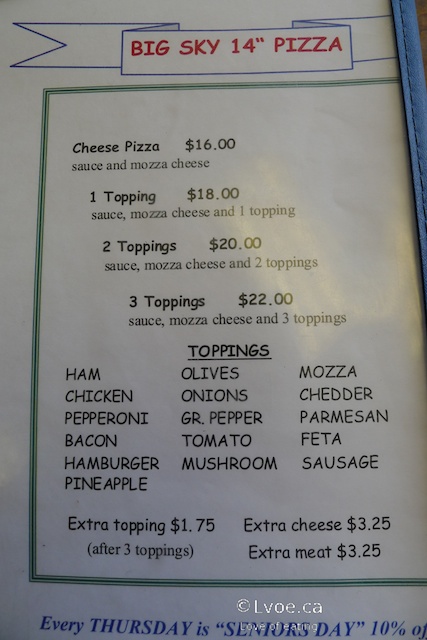 BIG SKY 14" PIZZA
Cheese Pizza $16.00
sauce and mozza cheese
1 Topping $18.00
sauce, mozza cheese and 1 topping
2 Toppings $20.00
sauce, mozza cheese and 2 toppings
3 Toppings $22.00
sauce, mozza cheese and 3 toppings
TOPPINGS
HAM OLIVES MOZZA
CHICKEN ONIONS CHEDDER
PEPPERONI GR. PEPPER PARMESAN
BACON TOMATO FETA
HAMBURGER MUSHROOM SAUSAGE
PINEAPPLE
Extra topping $1.75 Extra cheese $3.25
(after 3 toppings) Extra meat $3.25
©Lvoe.ca
Love of eating
Every THURSDAY is "SENIORS DAY" 10% of